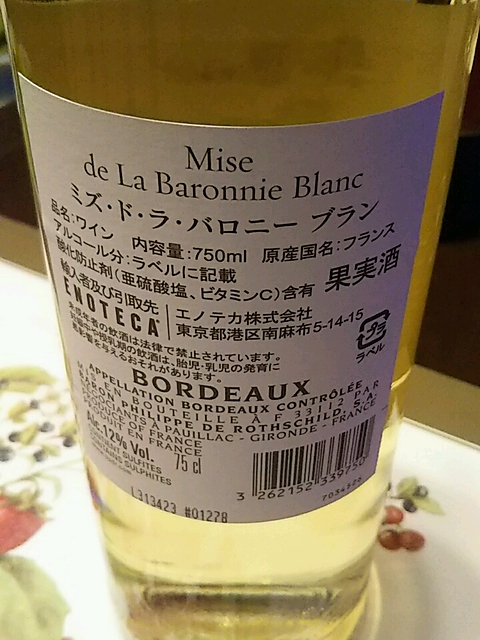 Mise
de La Baronnie Blanc
ミズ・ド・ラ・バロニー ブラン
品名:ワイン 内容量:750ml 原産国名:フランス
アルコール分:ラベルに記載
酸化防止剤(亜硫酸塩、ビタミンC)含有 果実酒
輸入者及び引取先 エノテカ株式会社
ENOTECA 東京都港区南麻布5-14-15
未成年者の飲酒は法律で禁止されています。
妊娠中や授乳期の飲酒は、胎児・乳児の発育に
悪影響を与えるおそれがあります。
プラ
ラベル
BORDEAUX
APPELLATION BORDEAUX CONTRÔLÉE
MIS EN BOUTEILLE À F 33112 PAR
BARON PHILIPPE DE ROTHSCHILD, S.A.
NÉGOCIANTS À PAUILLAC - GIRONDE - FRANCE
PRODUIT EN FRANCE
Alc.12% Vol. 75 cl
CONTIENT SULFITES
CONTAINS SULPHITES
3 262152 339750
L313423 #01278